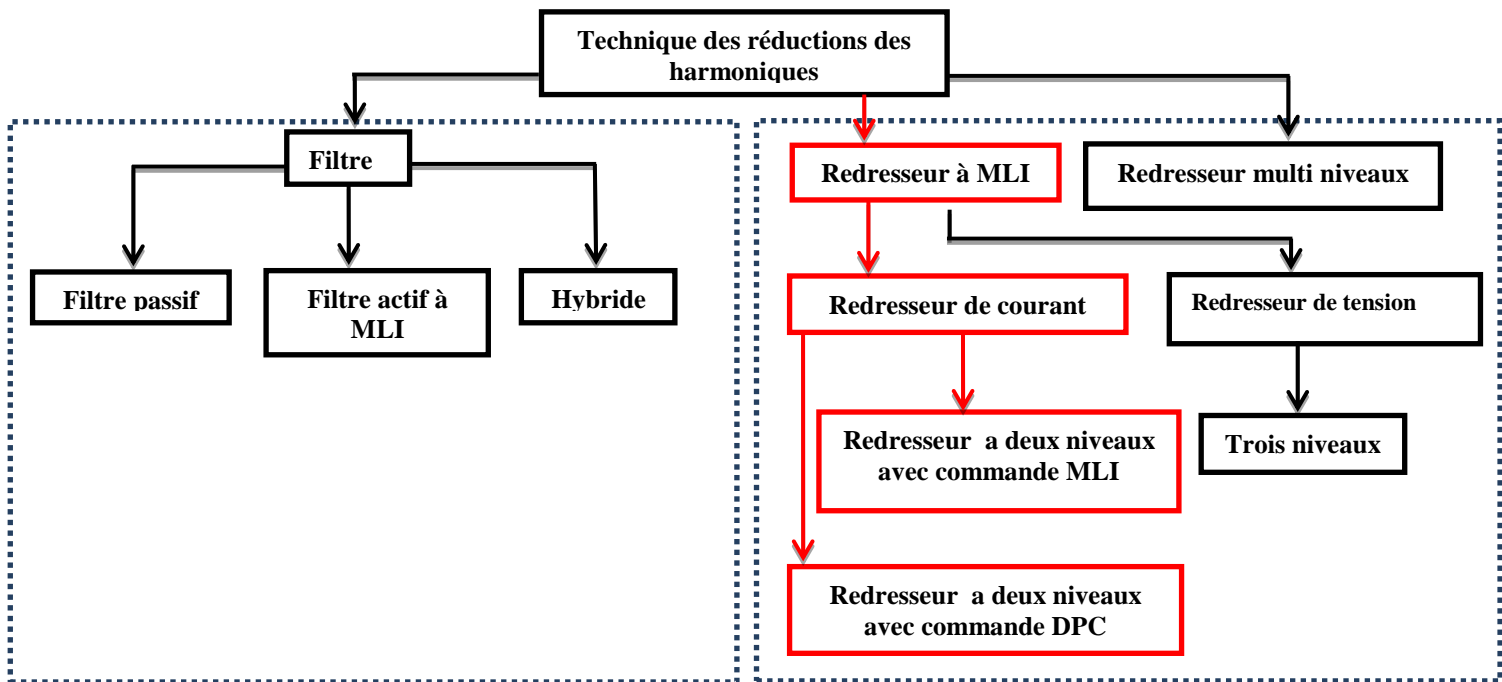 Technique des réductions des
harmoniques
Filtre
Filtre passif
Filtre actif à
MLI
Hybride
Redresseur à MLI
Redresseur multi niveaux
Redresseur de courant
Redresseur de tension
Redresseur  a deux niveaux
avec commande MLI
Trois niveaux
Redresseur  a deux niveaux
avec commande DPC